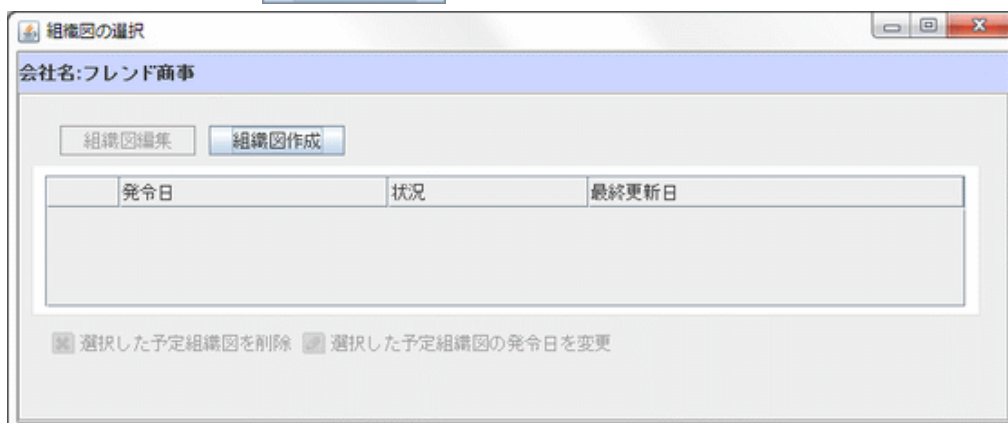 組織図の選択
会社名:フレンド商事
組織図編集 組織図作成
発令日 状況 最終更新日
選択した予定組織図を削除 選択した予定組織図の発令日を変更